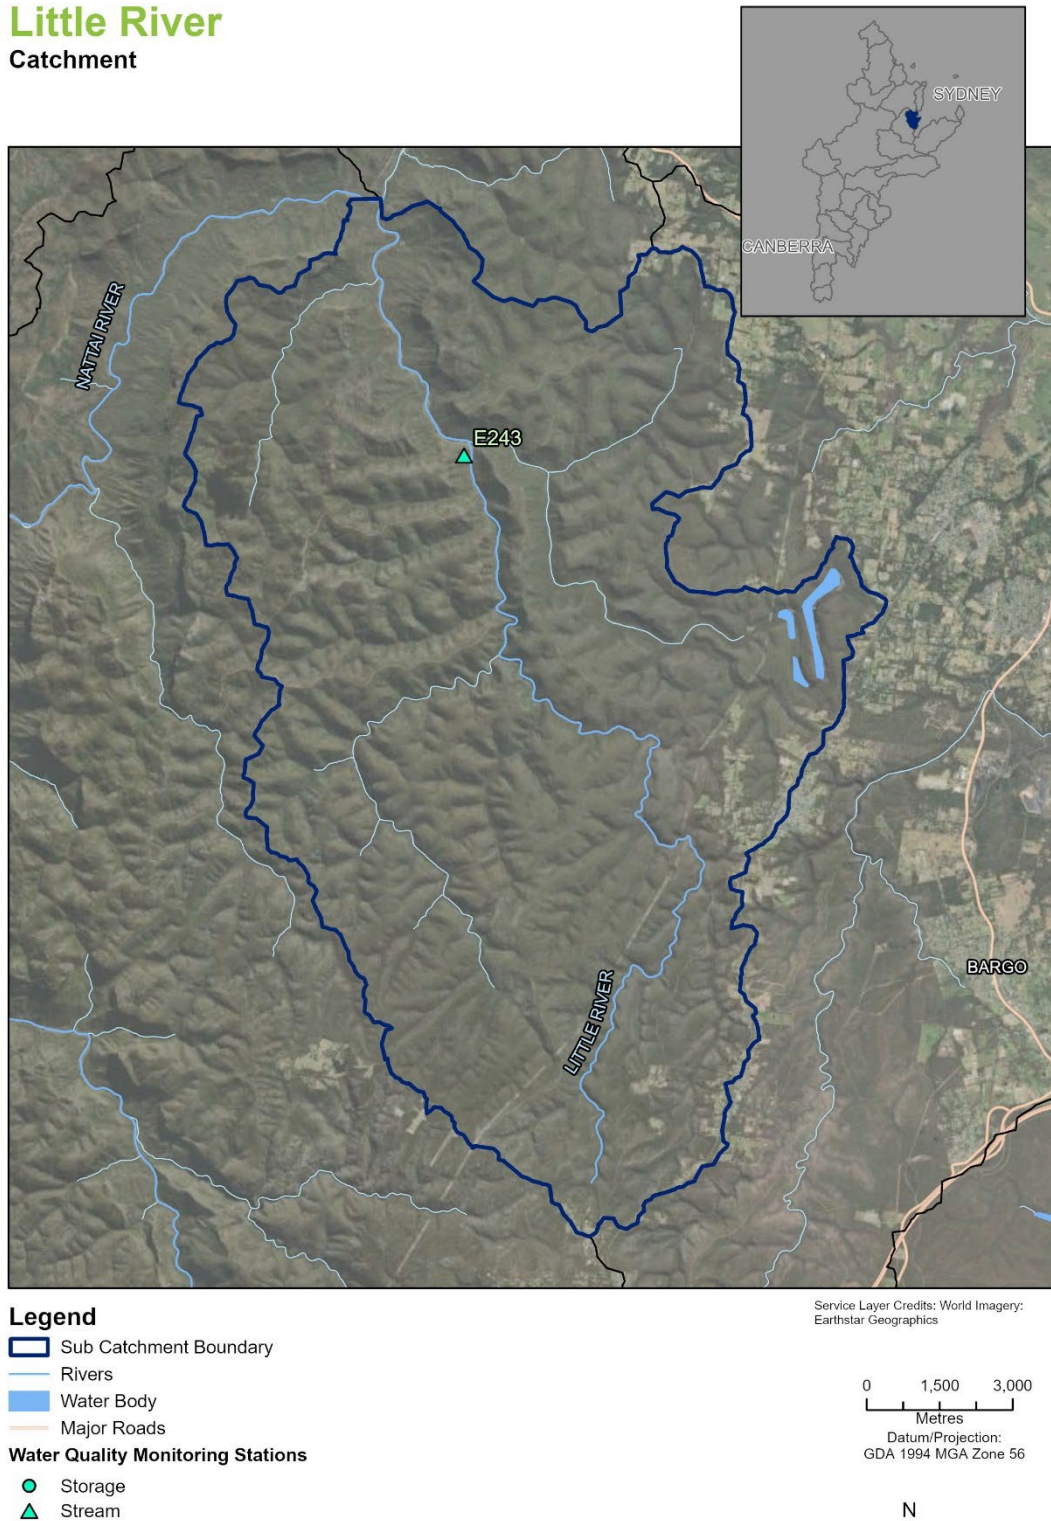 Little River
Catchment
SYDNEY
CANBERRA
NATTAI RIVER
E243
BARGO
LITTLE RIVER
Legend
Sub Catchment Boundary
Rivers
Water Body
Major Roads
Water Quality Monitoring Stations
Storage
Stream
Service Layer Credits: World Imagery:
Earthstar Geographics
0 1,500 3,000
Metres
Datum/Projection:
GDA 1994 MGA Zone 56
N